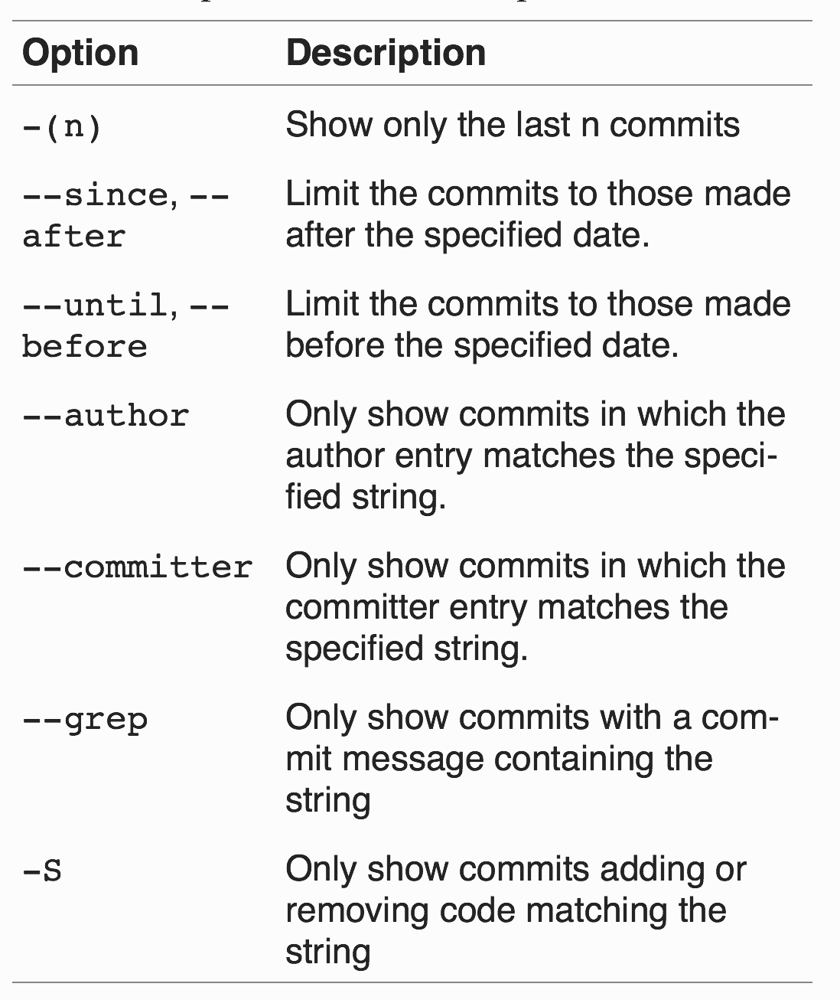 Option Description
-(n) Show only the last n commits
--since, -- Limit the commits to those made
after after the specified date.
--until, -- Limit the commits to those made
before before the specified date.
--author Only show commits in which the
author entry matches the speci-
fied string.
--committer Only show commits in which the
committer entry matches the
specified string.
--grep Only show commits with a com-
mit message containing the
string
-S Only show commits adding or
removing code matching the
string